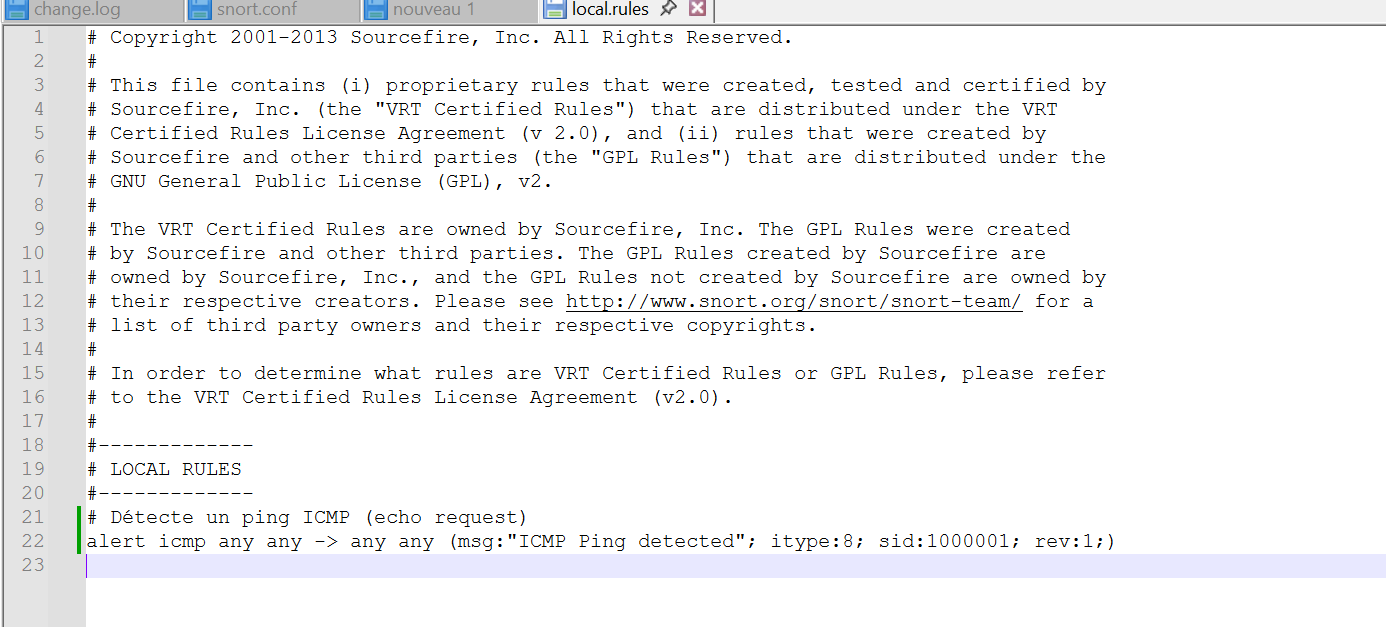 change.log snort.conf nouveau 1 local.rules
1 # Copyright 2001-2013 Sourcefire, Inc. All Rights Reserved.
2 #
3 # This file contains (i) proprietary rules that were created, tested and certified by
4 # Sourcefire, Inc. (the "VRT Certified Rules") that are distributed under the VRT
5 # Certified Rules License Agreement (v 2.0), and (ii) rules that were created by
6 # Sourcefire and other third parties (the "GPL Rules") that are distributed under the
7 # GNU General Public License (GPL), v2.
8 #
9 # The VRT Certified Rules are owned by Sourcefire, Inc. The GPL Rules were created
10 # by Sourcefire and other third parties. The GPL Rules created by Sourcefire are
11 # owned by Sourcefire, Inc., and the GPL Rules not created by Sourcefire are owned by
12 # their respective creators. Please see http://www.snort.org/snort/snort-team/ for a
13 # list of third party owners and their respective copyrights.
14 #
15 # In order to determine what rules are VRT Certified Rules or GPL Rules, please refer
16 # to the VRT Certified Rules License Agreement (v2.0).
17 #
18 #-------------
19 # LOCAL RULES
20 #-------------
21 # Détecte un ping ICMP (echo request)
22 alert icmp any any -> any any (msg:"ICMP Ping detected"; itype:8; sid:1000001; rev:1;)
23